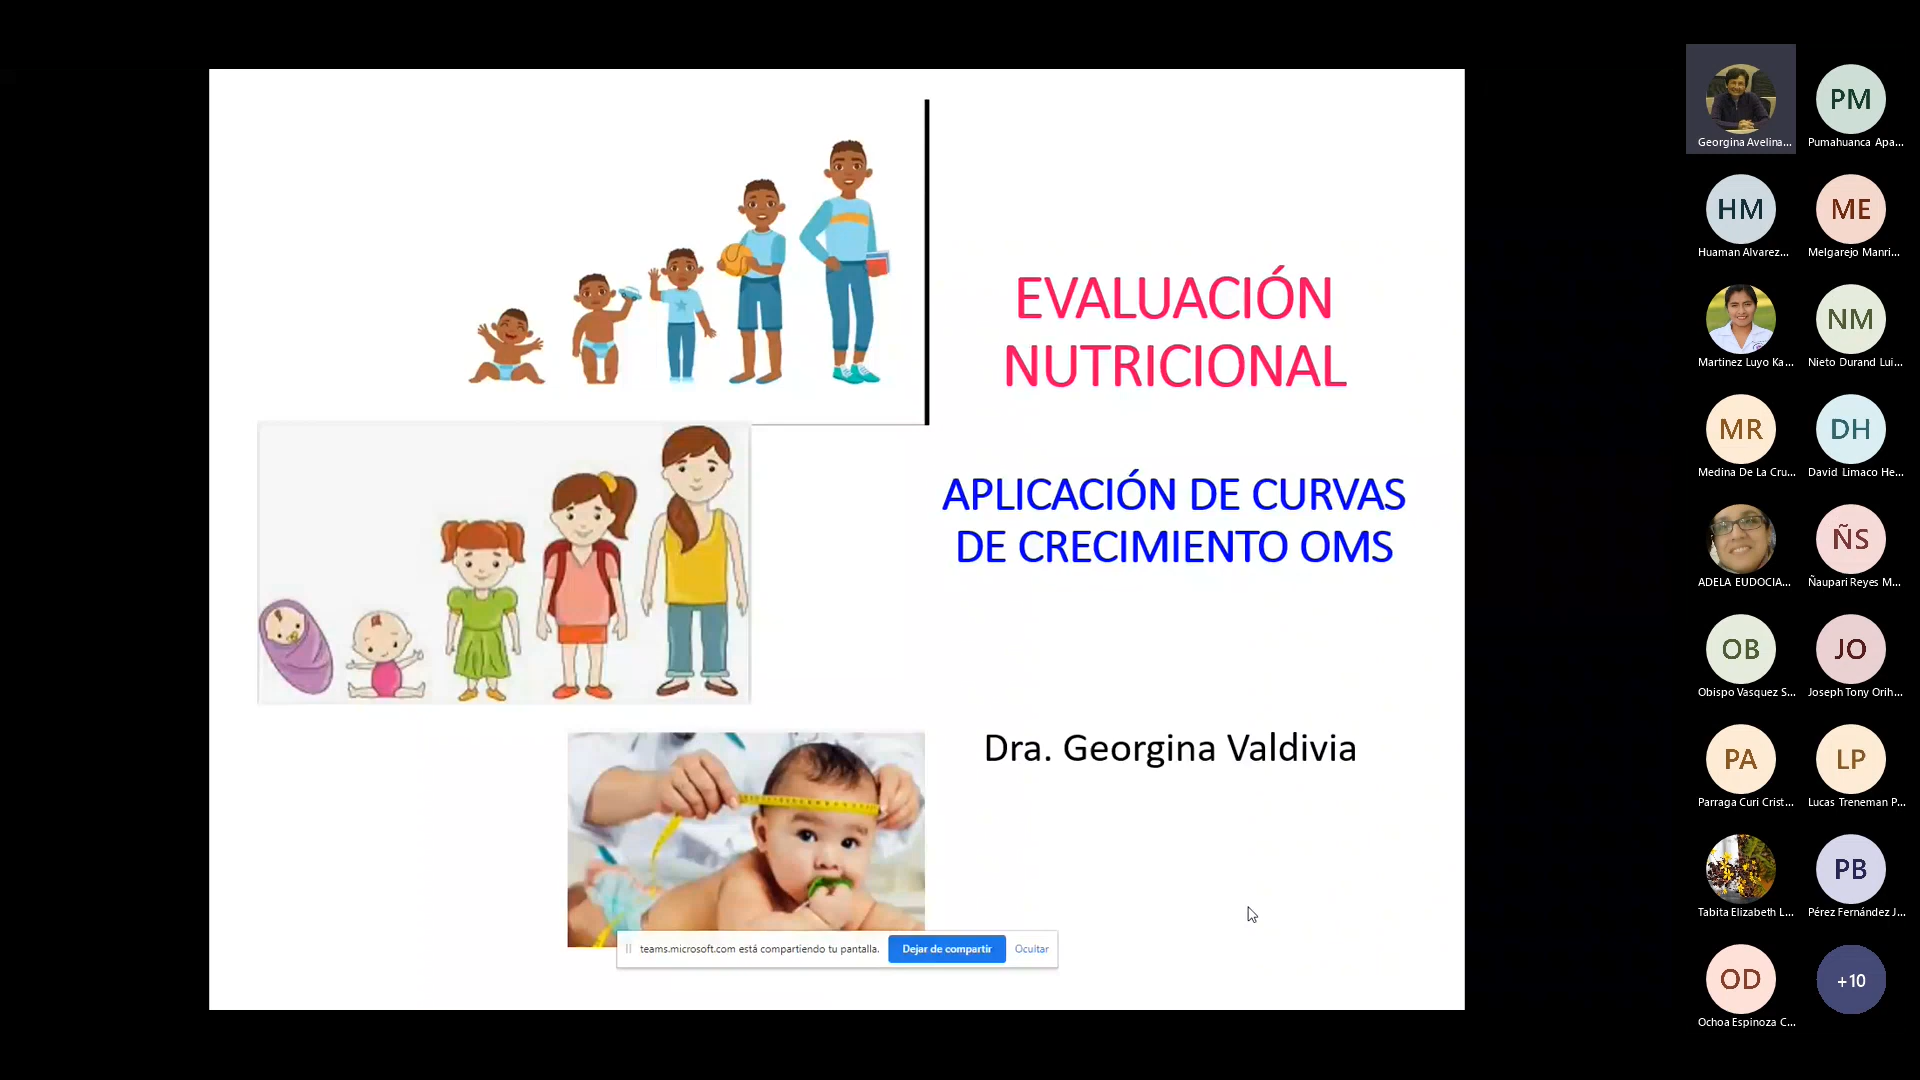 EVALUACIÓN
NUTRICIONAL
APLICACIÓN DE CURVAS
DE CRECIMIENTO OMS
Dra. Georgina Valdivia
teams.microsoft.com está compartiendo tu pantalla.
Dejar de compartir
Ocultar
Georgina Avelina...
PM
Pumahuanca Apa...
HM
Huaman Alvarez...
ME
Melgarejo Manri...
Martinez Luyo Ka...
NM
Nieto Durand Lui...
MR
Medina De La Cru...
DH
David Limaco He...
ADELA EUDOCIA...
ÑS
Ñaupari Reyes M...
OB
Obispo Vasquez S...
JO
Joseph Tony Orih...
PA
Parraga Curi Crist...
LP
Lucas Treneman P...
Tabita Elizabeth L...
PB
Pérez Fernández J...
OD
Ochoa Espinoza C...
+10